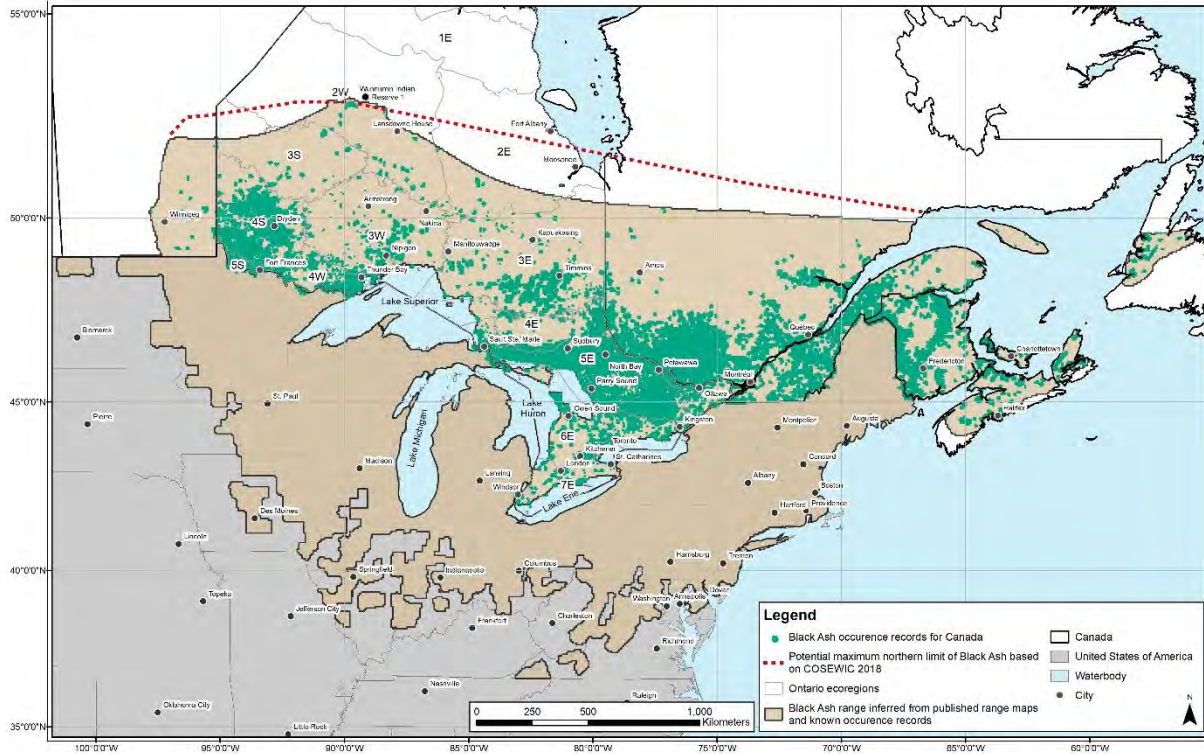 55°0'0"N
50°0'0"N
45°0'0"N
40°0'0"N
35°0'0"N
1E
2W
Wunnumin Indian
Reserve 1
Lansdowne House
Fort Albany
2E
Moosonee
3S
Winnipeg
4S
Dryden
Armstrong
Nakina
3W
Nipigon
Manitouwadge
Kapuskasing
3E
Timmins
Amos
5S
Fort Frances
4W
Thunder Bay
Lake Superior
4E
Sault Ste. Marie
Sudbury
5E
North Bay
Petawawa
Québec
Montréal
Ottawa
Parry Sound
Charlottetown
Fredericton
Halifax
Bismarck
Pierre
St. Paul
Lake Michigan
Lake
Huron
Owen Sound
6E
Kingston
Toronto
Kitchener
St. Catharines
London
7E
Windsor
Lake Erie
Montpelier
Augusta
Concord
Boston
Albany
Hartford
Providence
Madison
Lansing
Des Moines
Lincoln
Topeka
Jefferson City
Springfield
Indianapolis
Columbus
Harrisburg
Trenton
Dover
Washington
Annapolis
Charleston
Frankfort
Richmond
Nashville
Raleigh
Oklahoma City
Little Rock
Legend
Black Ash occurence records for Canada
Potential maximum northern limit of Black Ash based
on COSEWIC 2018
Ontario ecoregions
Black Ash range inferred from published range maps
and known occurence records
Canada
United States of America
Waterbody
City
N
0 250 500 1,000
Kilometers
100°0'0"W 95°0'0"W 90°0'0"W 85°0'0"W 80°0'0"W 75°0'0"W 70°0'0"W 65°0'0"W 60°0'0"W